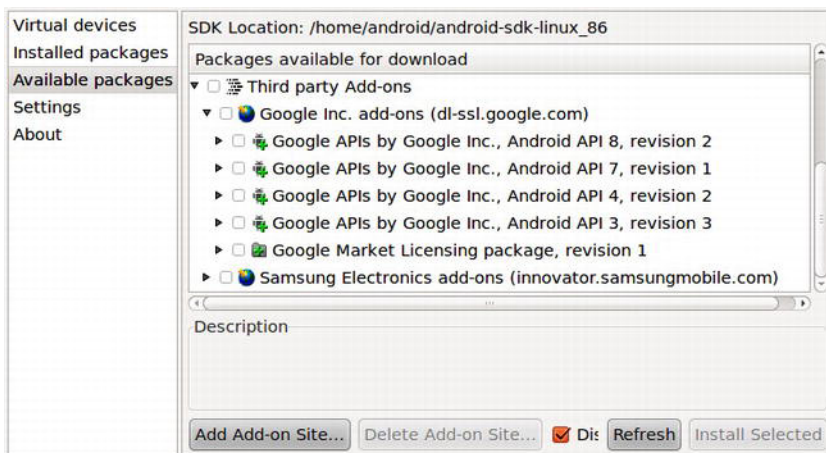 Virtual devices
Installed packages
Available packages
Settings
About
SDK Location: /home/android/android-sdk-linux_86
Packages available for download
Third party Add-ons
Google Inc. add-ons (dl-ssl.google.com)
Google APIs by Google Inc., Android API 8, revision 2
Google APIs by Google Inc., Android API 7, revision 1
Google APIs by Google Inc., Android API 4, revision 2
Google APIs by Google Inc., Android API 3, revision 3
Google Market Licensing package, revision 1
Samsung Electronics add-ons (innovator.samsungmobile.com)
Description
Add Add-on Site... Delete Add-on Site... Dis Refresh Install Selected